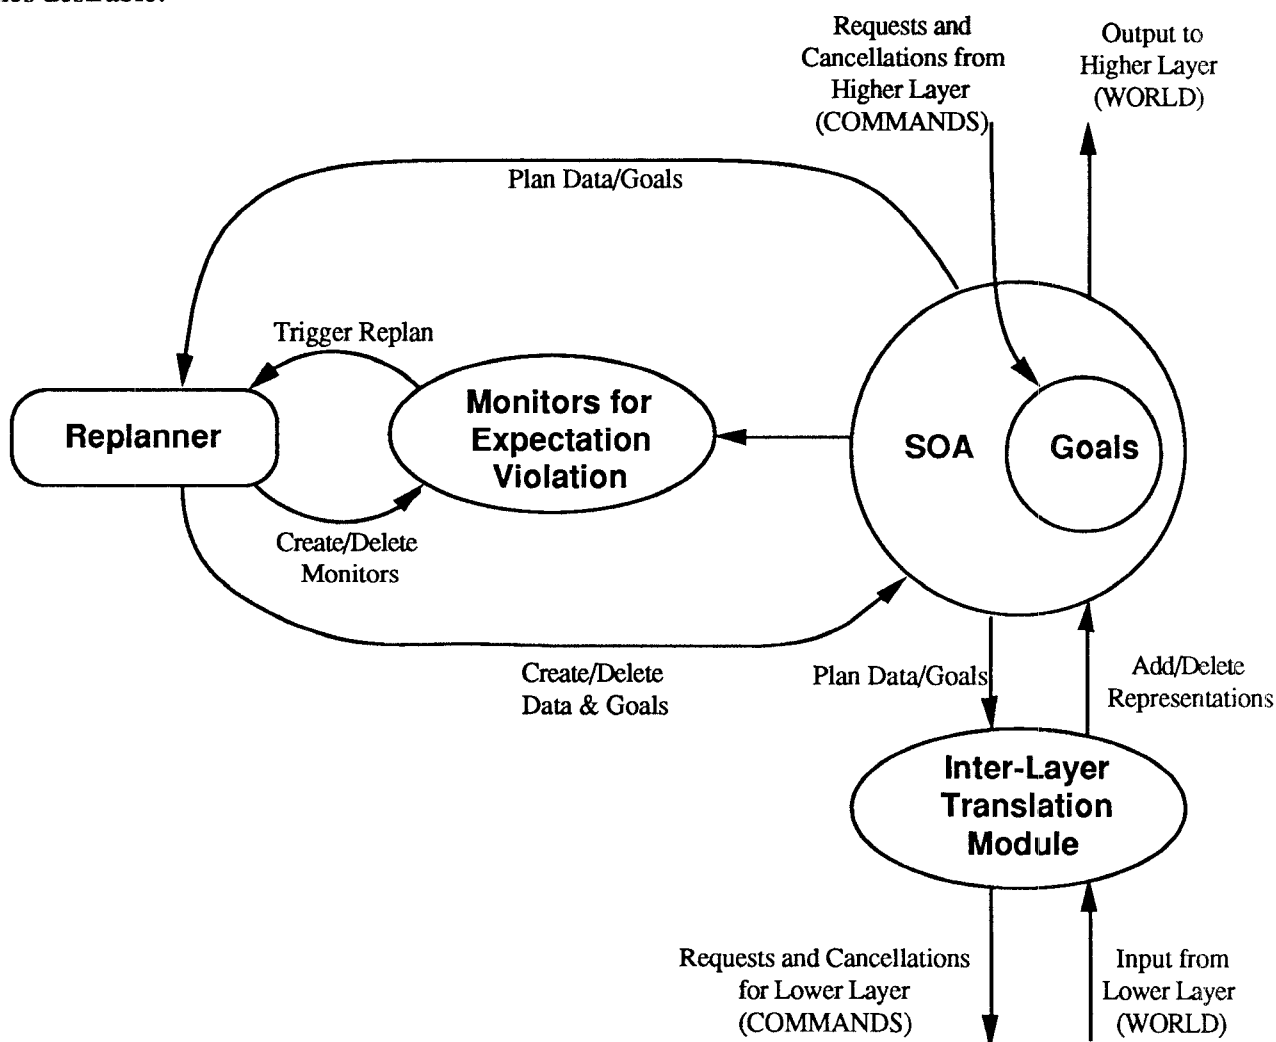 Requests and
Cancellations from
Higher Layer
(COMMANDS)
Output to
Higher Layer
(WORLD)
Plan Data/Goals
Trigger Replan
Replanner
Monitors for
Expectation
Violation
SOA
Goals
Create/Delete
Monitors
Create/Delete
Data & Goals
Plan Data/Goals
Add/Delete
Representations
Inter-Layer
Translation
Module
Requests and Cancellations
for Lower Layer
(COMMANDS)
Input from
Lower Layer
(WORLD)